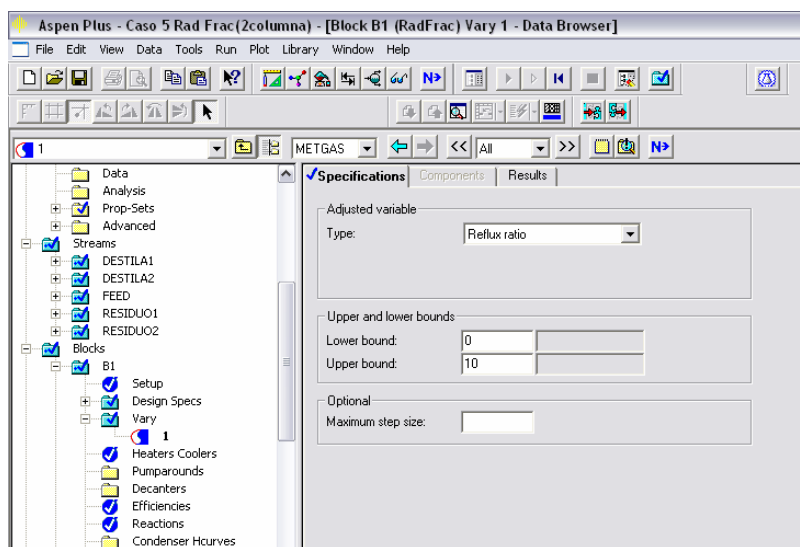 Aspen Plus - Caso 5 Rad Frac(2columna) - [Block B1 (RadFrac) Vary 1 - Data Browser]
File Edit View Data Tools Run Plot Library Window Help
N>
1 METGAS << All >> N>
Data
Analysis
Prop-Sets
Advanced
Streams
DESTILA1
DESTILA2
FEED
RESIDUO1
RESIDUO2
Blocks
B1
Setup
Design Specs
Vary
1
Heaters Coolers
Pumparounds
Decanters
Efficiencies
Reactions
Condenser Hcurves
Specifications Components Results
Adjusted variable
Type: Reflux ratio
Upper and lower bounds
Lower bound: 0
Upper bound: 10
Optional
Maximum step size: